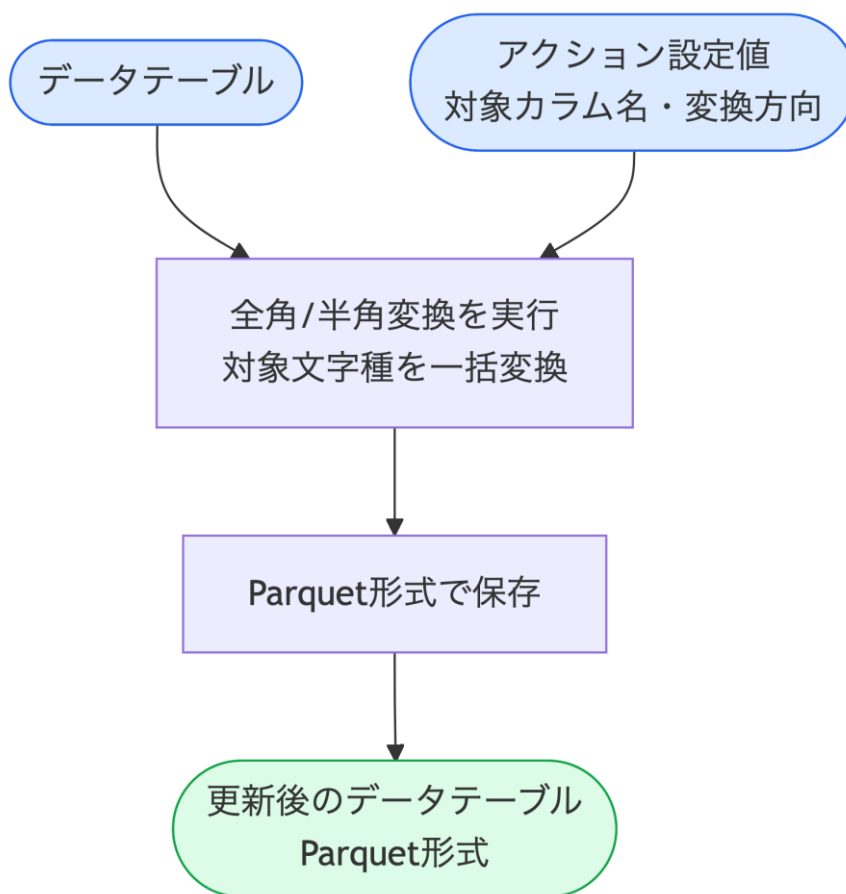 データテーブル
アクション設定値
対象カラム名・変換方向
全角/半角変換を実行
対象文字種を一括変換
Parquet形式で保存
更新後のデータテーブル
Parquet形式